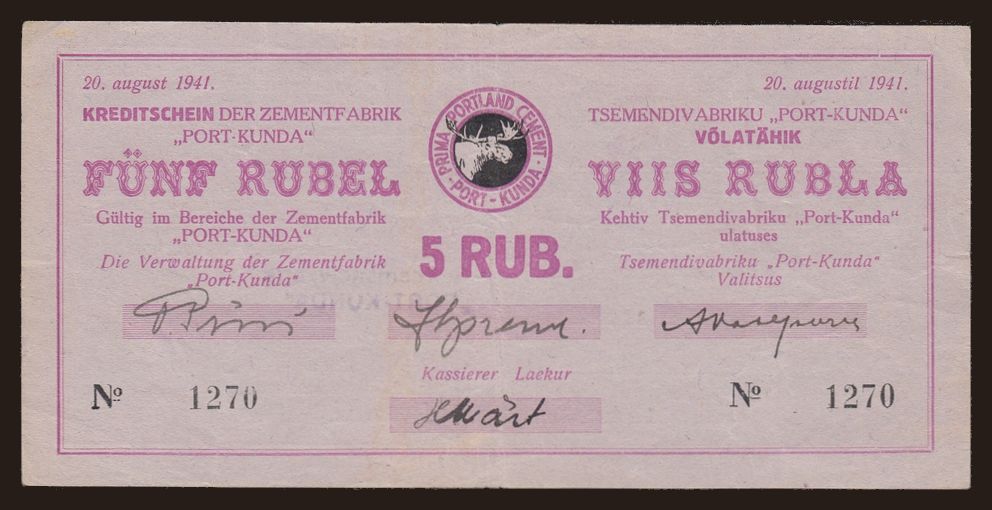 20. august 1941.
KREDITSCHEIN DER ZEMENTFABRIK
„PORT-KUNDA“
FÜNF RUBEL
Gültig im Bereiche der Zementfabrik
„PORT-KUNDA“
Die Verwaltung der Zementfabrik
„Port-Kunda“
PRIMA PORTLAND CEMENT
PORT-KUNDA
5 RUB.
20. augustil 1941.
TSEMENDIVABRIKU „PORT-KUNDA“
VÕLATÄHIK
VIIS RUBLA
Kehtiv Tsemendivabriku „Port-Kunda“
ulatuses
Tsemendivabriku „Port-Kunda“
Valitsus
Kassierer Laekur
№ 1270
№ 1270